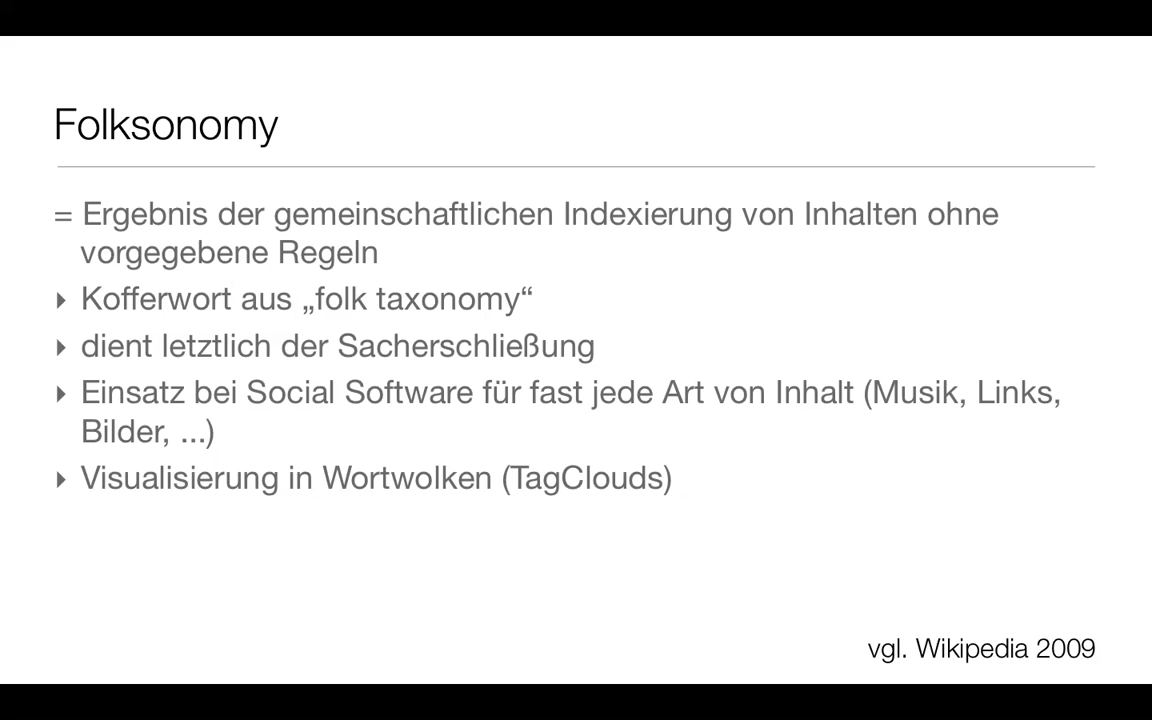 Folksonomy
= Ergebnis der gemeinschaftlichen Indexierung von Inhalten ohne
vorgegebene Regeln
‣ Kofferwort aus „folk taxonomy“
‣ dient letztlich der Sacherschließung
‣ Einsatz bei Social Software für fast jede Art von Inhalt (Musik, Links,
Bilder, ...)
‣ Visualisierung in Wortwolken (TagClouds)
vgl. Wikipedia 2009